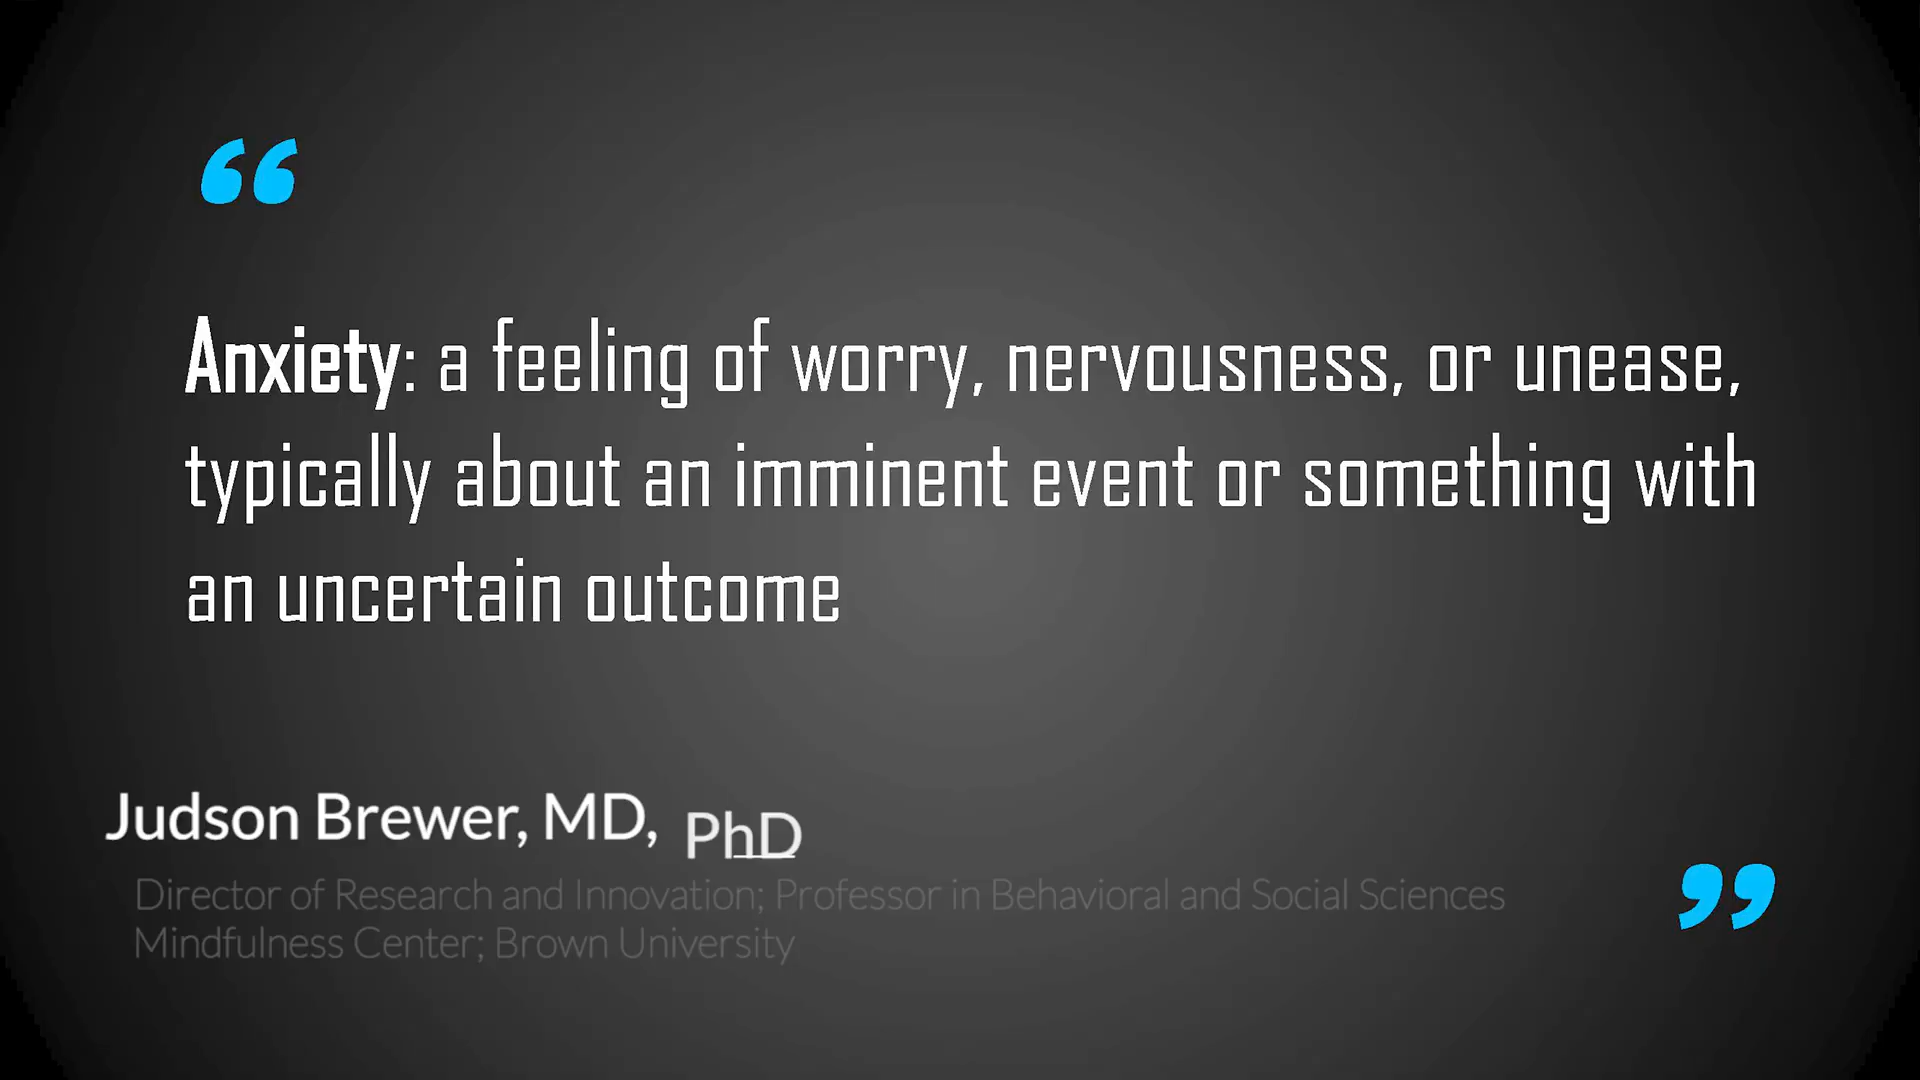 “
Anxiety: a feeling of worry, nervousness, or unease,
typically about an imminent event or something with
an uncertain outcome
Judson Brewer, MD, PhD
Director of Research and Innovation; Professor in Behavioral and Social Sciences
Mindfulness Center; Brown University
”